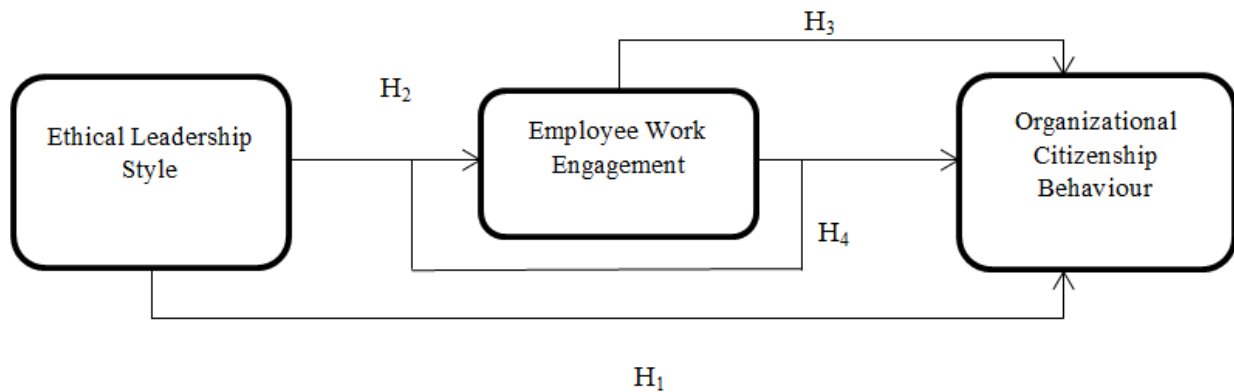 H₃
H₂
Ethical Leadership
Style
Employee Work
Engagement
Organizational
Citizenship
Behaviour
H₄
H₁